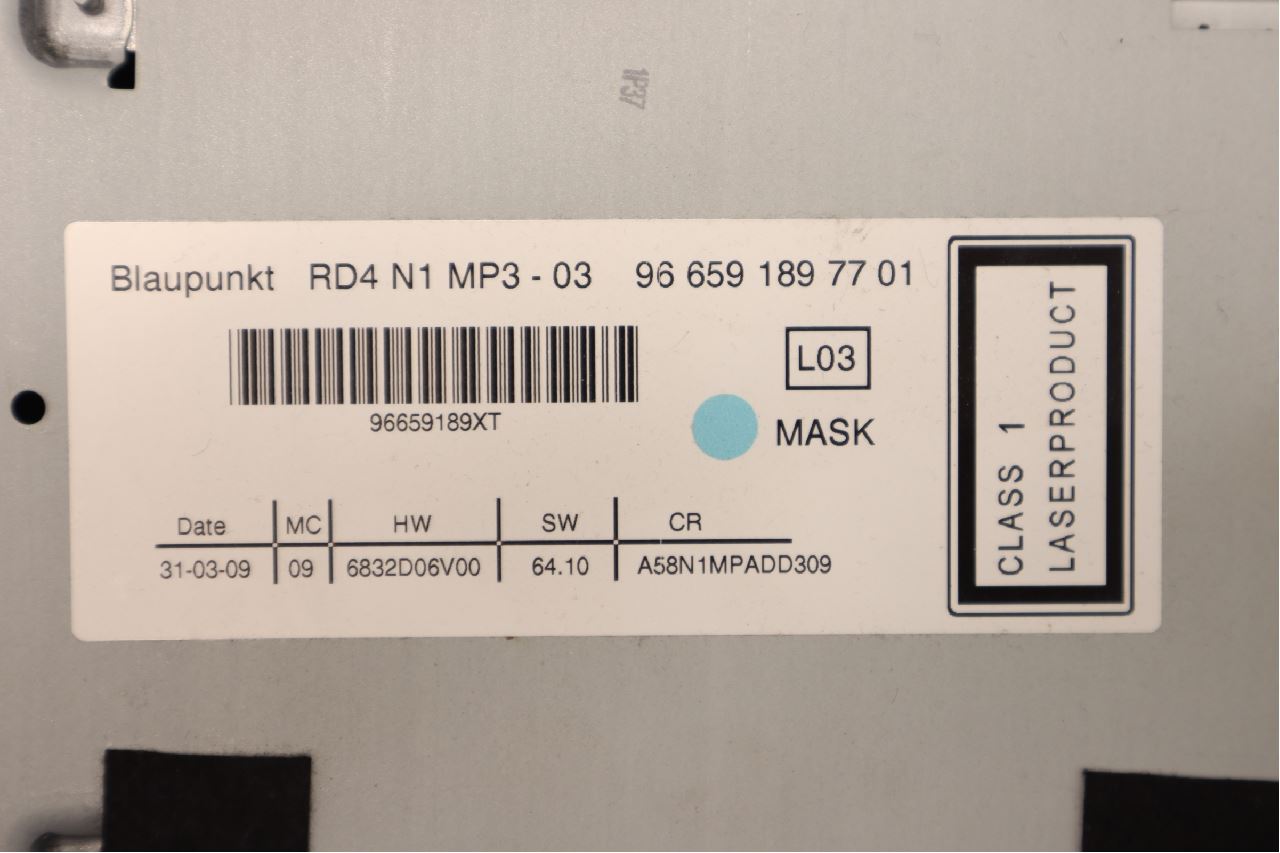 1P37
Blaupunkt RD4 N1 MP3 - 03 96 659 189 77 01
96659189XT
L03
MASK
Date MC HW SW CR
31-03-09 09 6832D06V00 64.10 A58N1MPADD309
CLASS 1
LASERPRODUCT